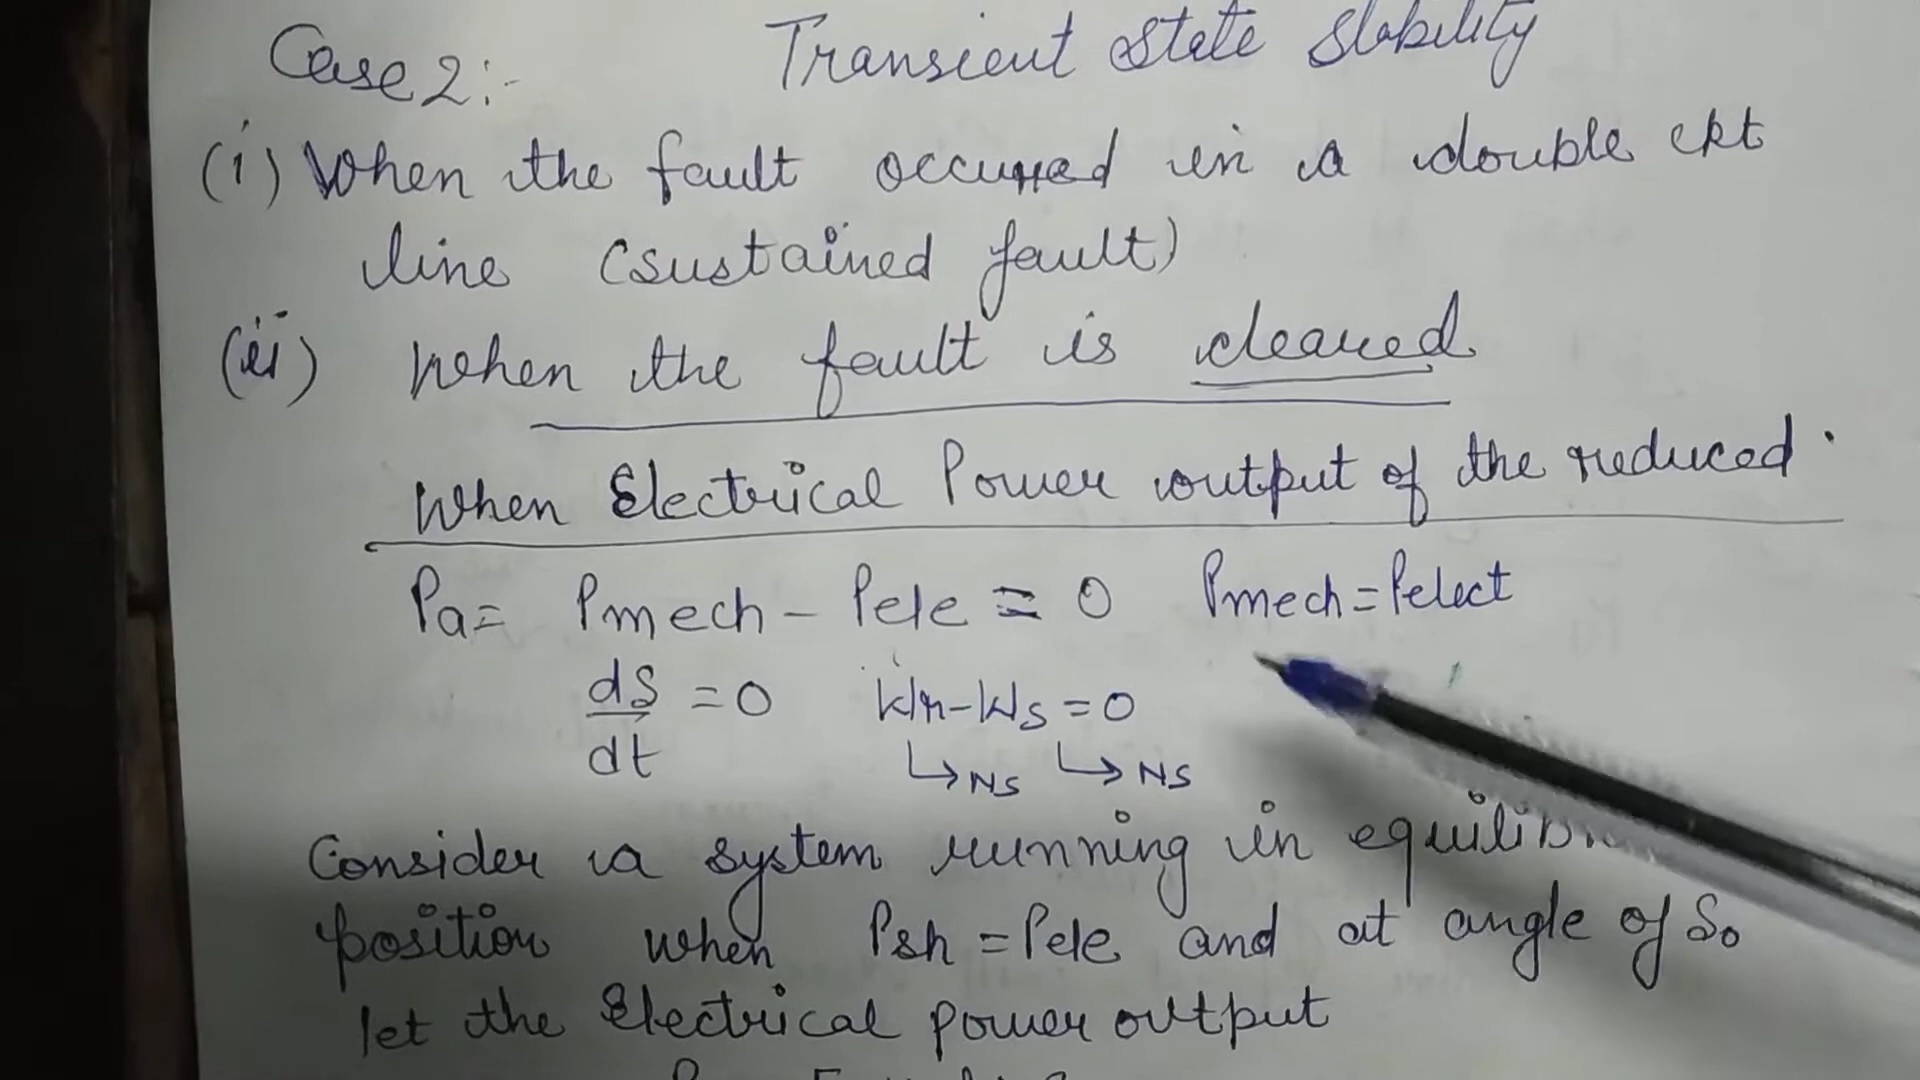 Case 2:- Transient State Stability
(i) When the fault occurred in a double ckt
line (sustained fault)
(ii) When the fault is cleared
When Electrical Power output of the reduced
Pa = Pmech - Pele = 0 Pmech = Pelect
dδ/dt = 0 Wr - Ws = 0
↳ NS ↳ NS
Consider a system running in
position when Psh = Pele and at angle of δ₀
let the Electrical power output